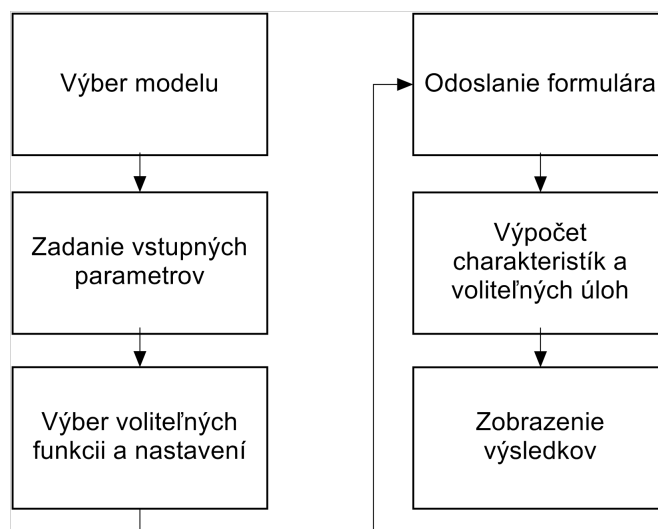 Výber modelu
Zadanie vstupných
parametrov
Výber voliteľných
funkcii a nastavení
Odoslanie formulára
Výpočet
charakteristík a
voliteľných úloh
Zobrazenie
výsledkov